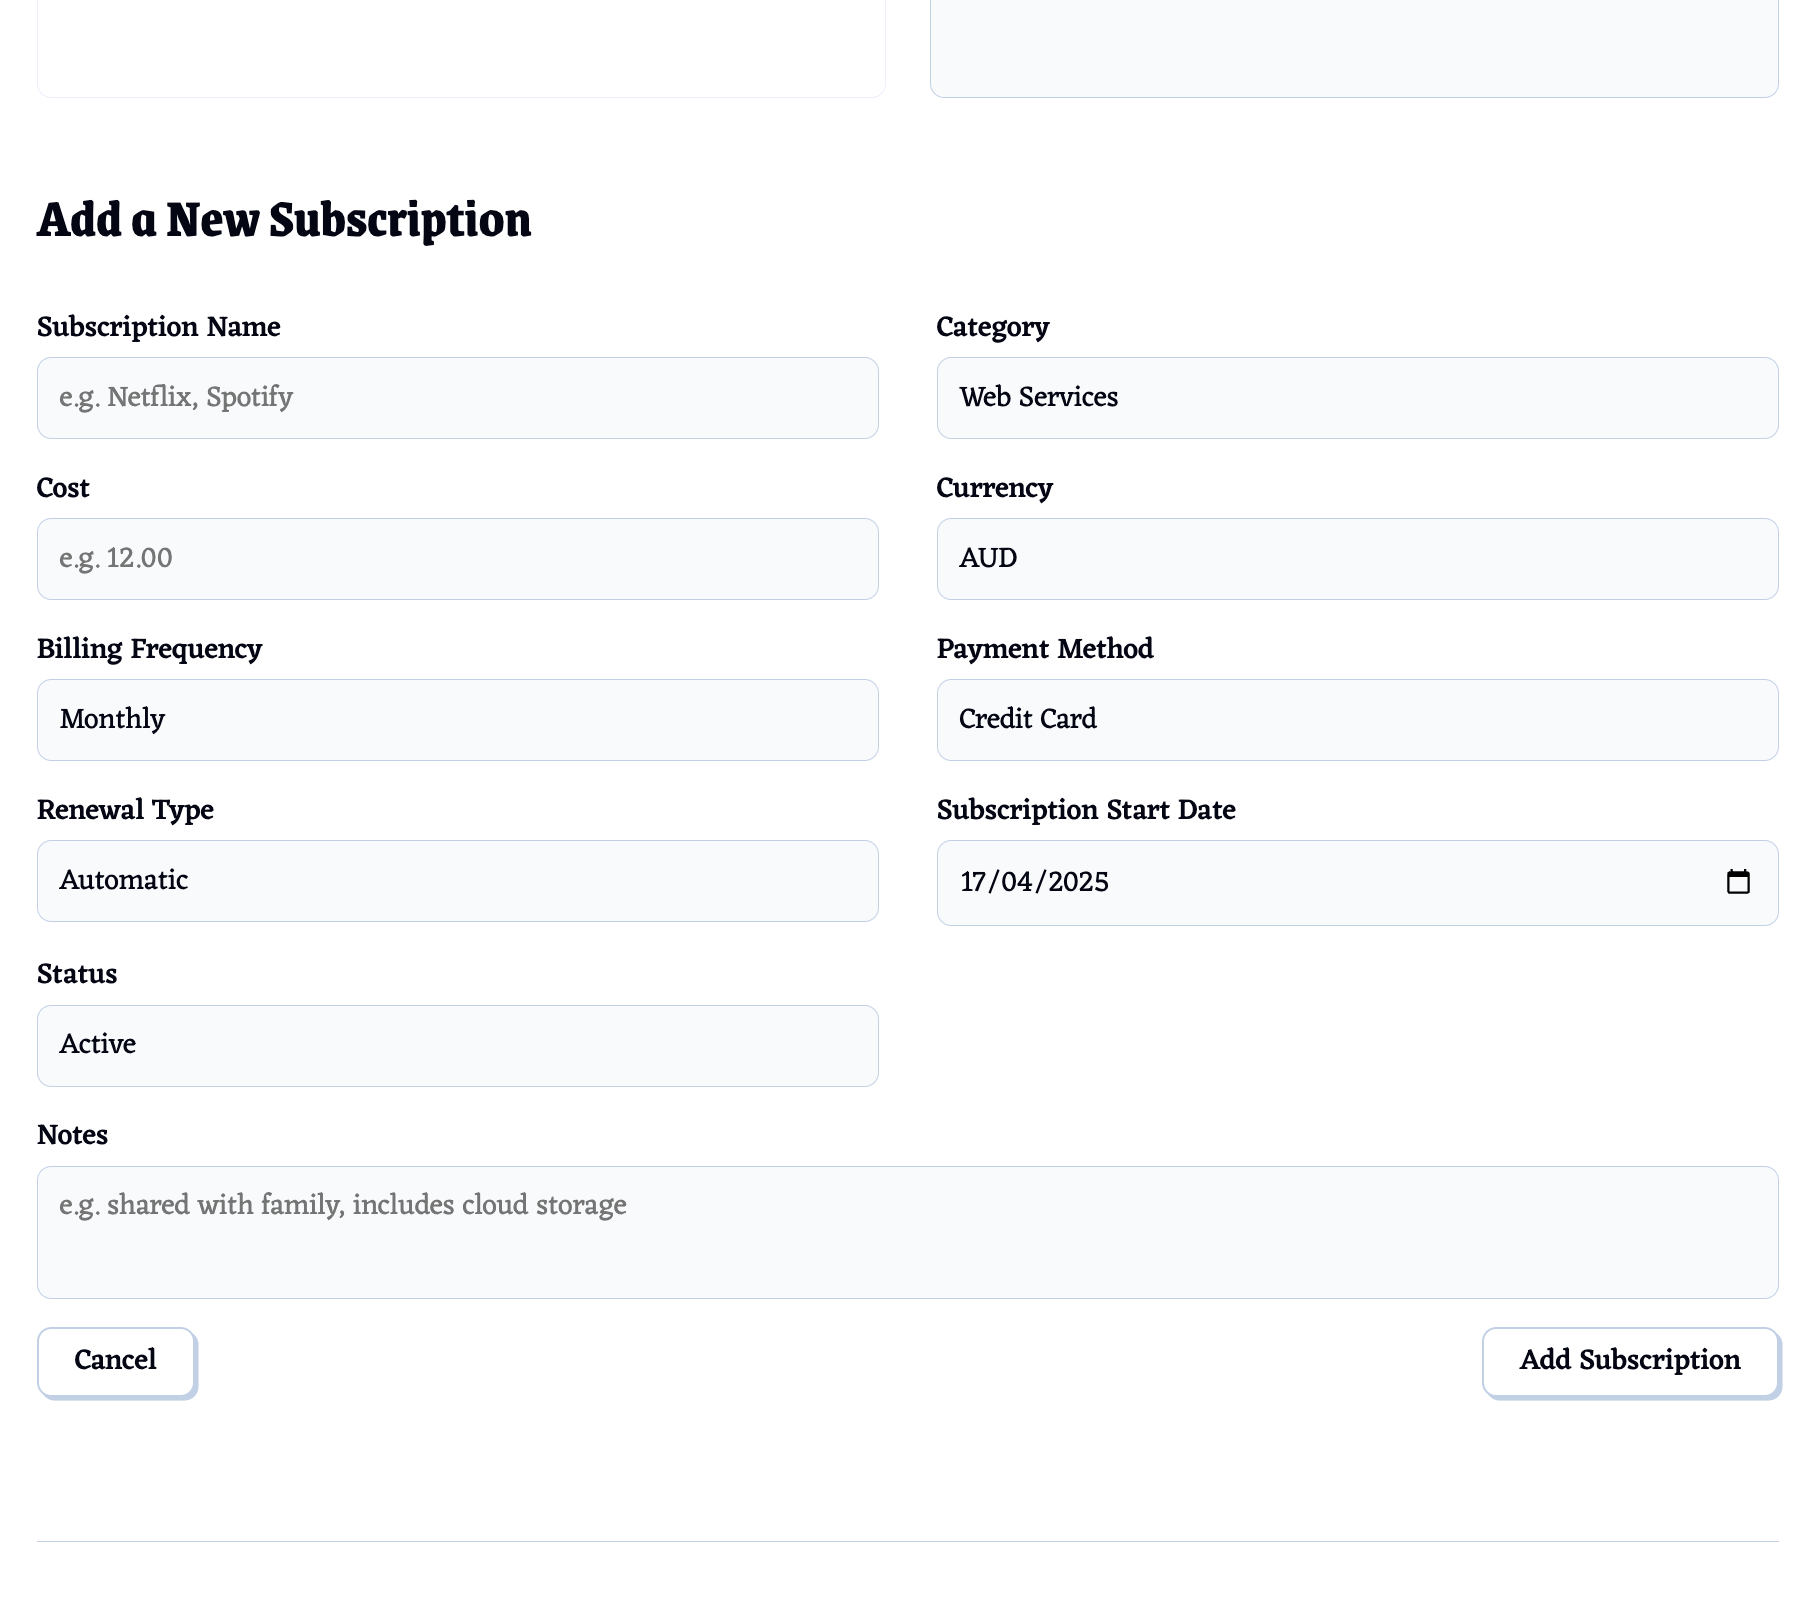 Add a New Subscription
Subscription Name
Category
e.g. Netflix, Spotify
Web Services
Cost
Currency
e.g. 12.00
AUD
Billing Frequency
Payment Method
Monthly
Credit Card
Renewal Type
Subscription Start Date
Automatic
17/04/2025
Status
Active
Notes
e.g. shared with family, includes cloud storage
Cancel
Add Subscription